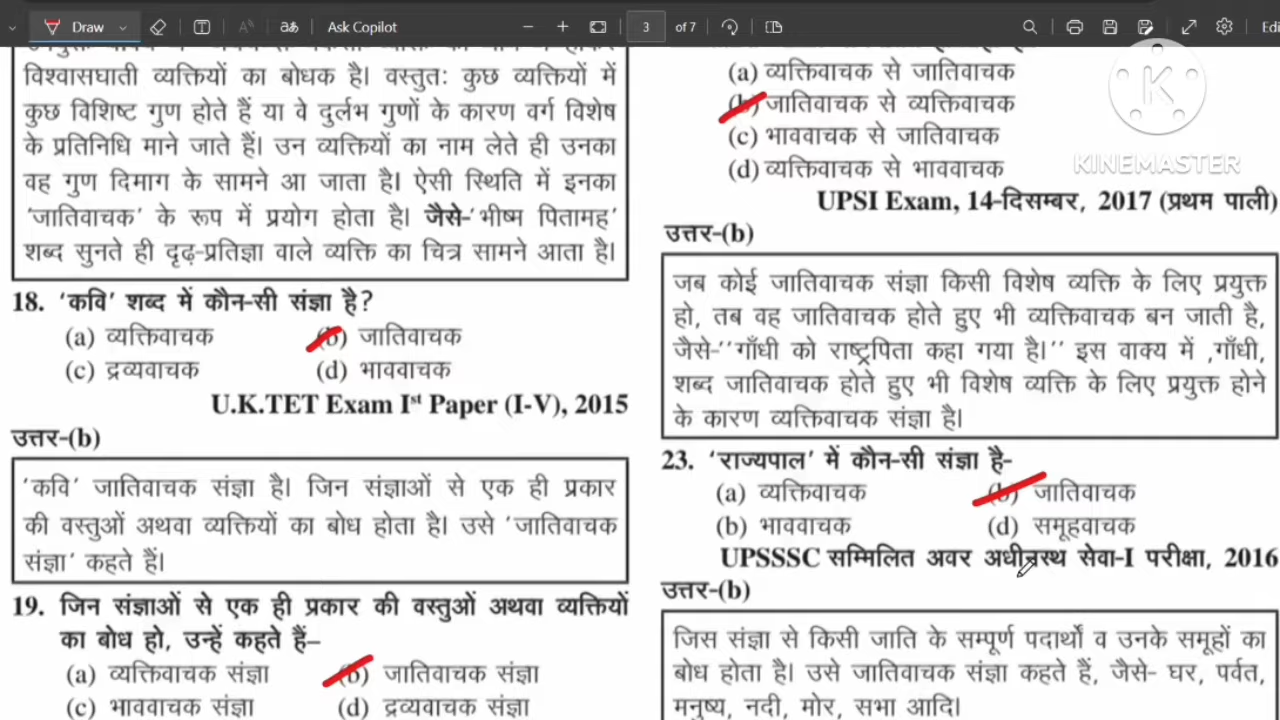 Draw
Ask Copilot
3 of 7
Edi
विश्वासघाती व्यक्तियों का बोधक है। वस्तुतः कुछ व्यक्तियों में
कुछ विशिष्ट गुण होते हैं या वे दुर्लभ गुणों के कारण वर्ग विशेष
के प्रतिनिधि माने जाते हैं। उन व्यक्तियों का नाम लेते ही उनका
वह गुण दिमाग के सामने आ जाता है। ऐसी स्थिति में इनका
'जातिवाचक' के रूप में प्रयोग होता है। जैसे-'भीष्म पितामह'
शब्द सुनते ही दृढ़-प्रतिज्ञा वाले व्यक्ति का चित्र सामने आता है।
18. 'कवि' शब्द में कौन-सी संज्ञा है?
(a) व्यक्तिवाचक (b) जातिवाचक
(c) द्रव्यवाचक (d) भाववाचक
U.K.TET Exam Ist Paper (I-V), 2015
उत्तर-(b)
'कवि' जातिवाचक संज्ञा है। जिन संज्ञाओं से एक ही प्रकार
की वस्तुओं अथवा व्यक्तियों का बोध होता है। उसे 'जातिवाचक
संज्ञा' कहते हैं।
19. जिन संज्ञाओं से एक ही प्रकार की वस्तुओं अथवा व्यक्तियों
का बोध हो, उन्हें कहते हैं–
(a) व्यक्तिवाचक संज्ञा (b) जातिवाचक संज्ञा
(c) भाववाचक संज्ञा (d) द्रव्यवाचक संज्ञा
(a) व्यक्तिवाचक से जातिवाचक
(b) जातिवाचक से व्यक्तिवाचक
(c) भाववाचक से जातिवाचक
(d) व्यक्तिवाचक से भाववाचक
UPSI Exam, 14-दिसम्बर, 2017 (प्रथम पाली)
उत्तर-(b)
जब कोई जातिवाचक संज्ञा किसी विशेष व्यक्ति के लिए प्रयुक्त
हो, तब वह जातिवाचक होते हुए भी व्यक्तिवाचक बन जाती है,
जैसे-''गाँधी को राष्ट्रपिता कहा गया है।'' इस वाक्य में ,गाँधी,
शब्द जातिवाचक होते हुए भी विशेष व्यक्ति के लिए प्रयुक्त होने
के कारण व्यक्तिवाचक संज्ञा है।
23. 'राज्यपाल' में कौन-सी संज्ञा है-
(a) व्यक्तिवाचक (b) जातिवाचक
(b) भाववाचक (d) समूहवाचक
UPSSSC सम्मिलित अवर अधीनस्थ सेवा-I परीक्षा, 2016
उत्तर-(b)
जिस संज्ञा से किसी जाति के सम्पूर्ण पदार्थो व उनके समूहों का
बोध होता है। उसे जातिवाचक संज्ञा कहते हैं, जैसे- घर, पर्वत,
मनुष्य, नदी, मोर, सभा आदि।
K
KINEMASTER